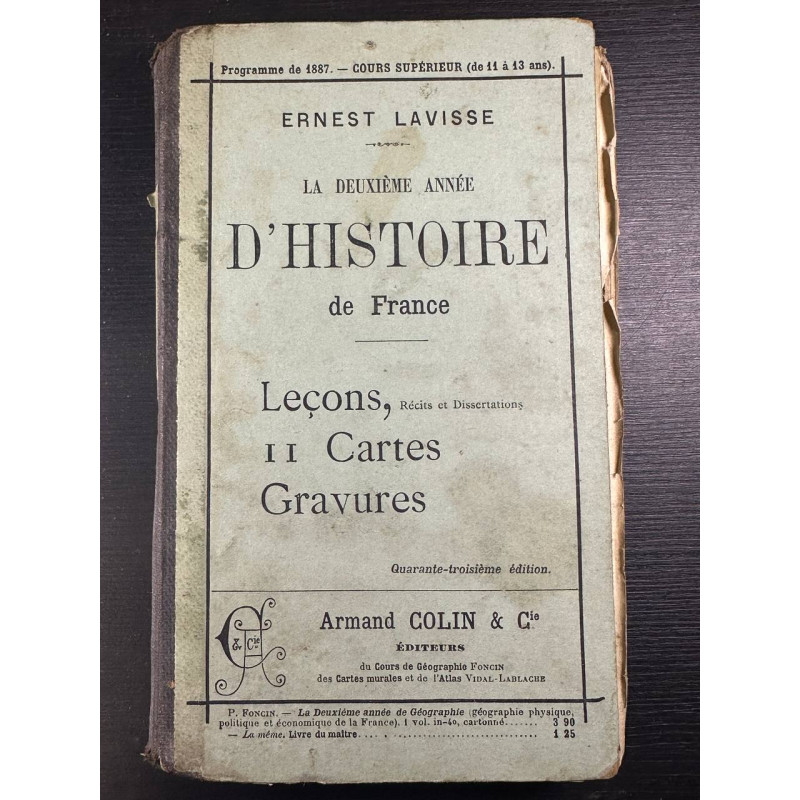 Programme de 1887. — COURS SUPÉRIEUR (de 11 à 13 ans).
ERNEST LAVISSE
LA DEUXIÈME ANNÉE
D'HISTOIRE
de France
Leçons, Récits et Dissertations
11 Cartes
Gravures
Quarante-troisième édition.
A C & Cie
Armand COLIN & Cie
ÉDITEURS
du Cours de Géographie FONCIN
des Cartes murales et de l'Atlas VIDAL-LABLACHE
P. FONCIN. — La Deuxième année de Géographie (géographie physique,
politique et économique de la France). 1 vol. in-4o, cartonné....... 3 90
— La même. Livre du maître.................................... 1 25